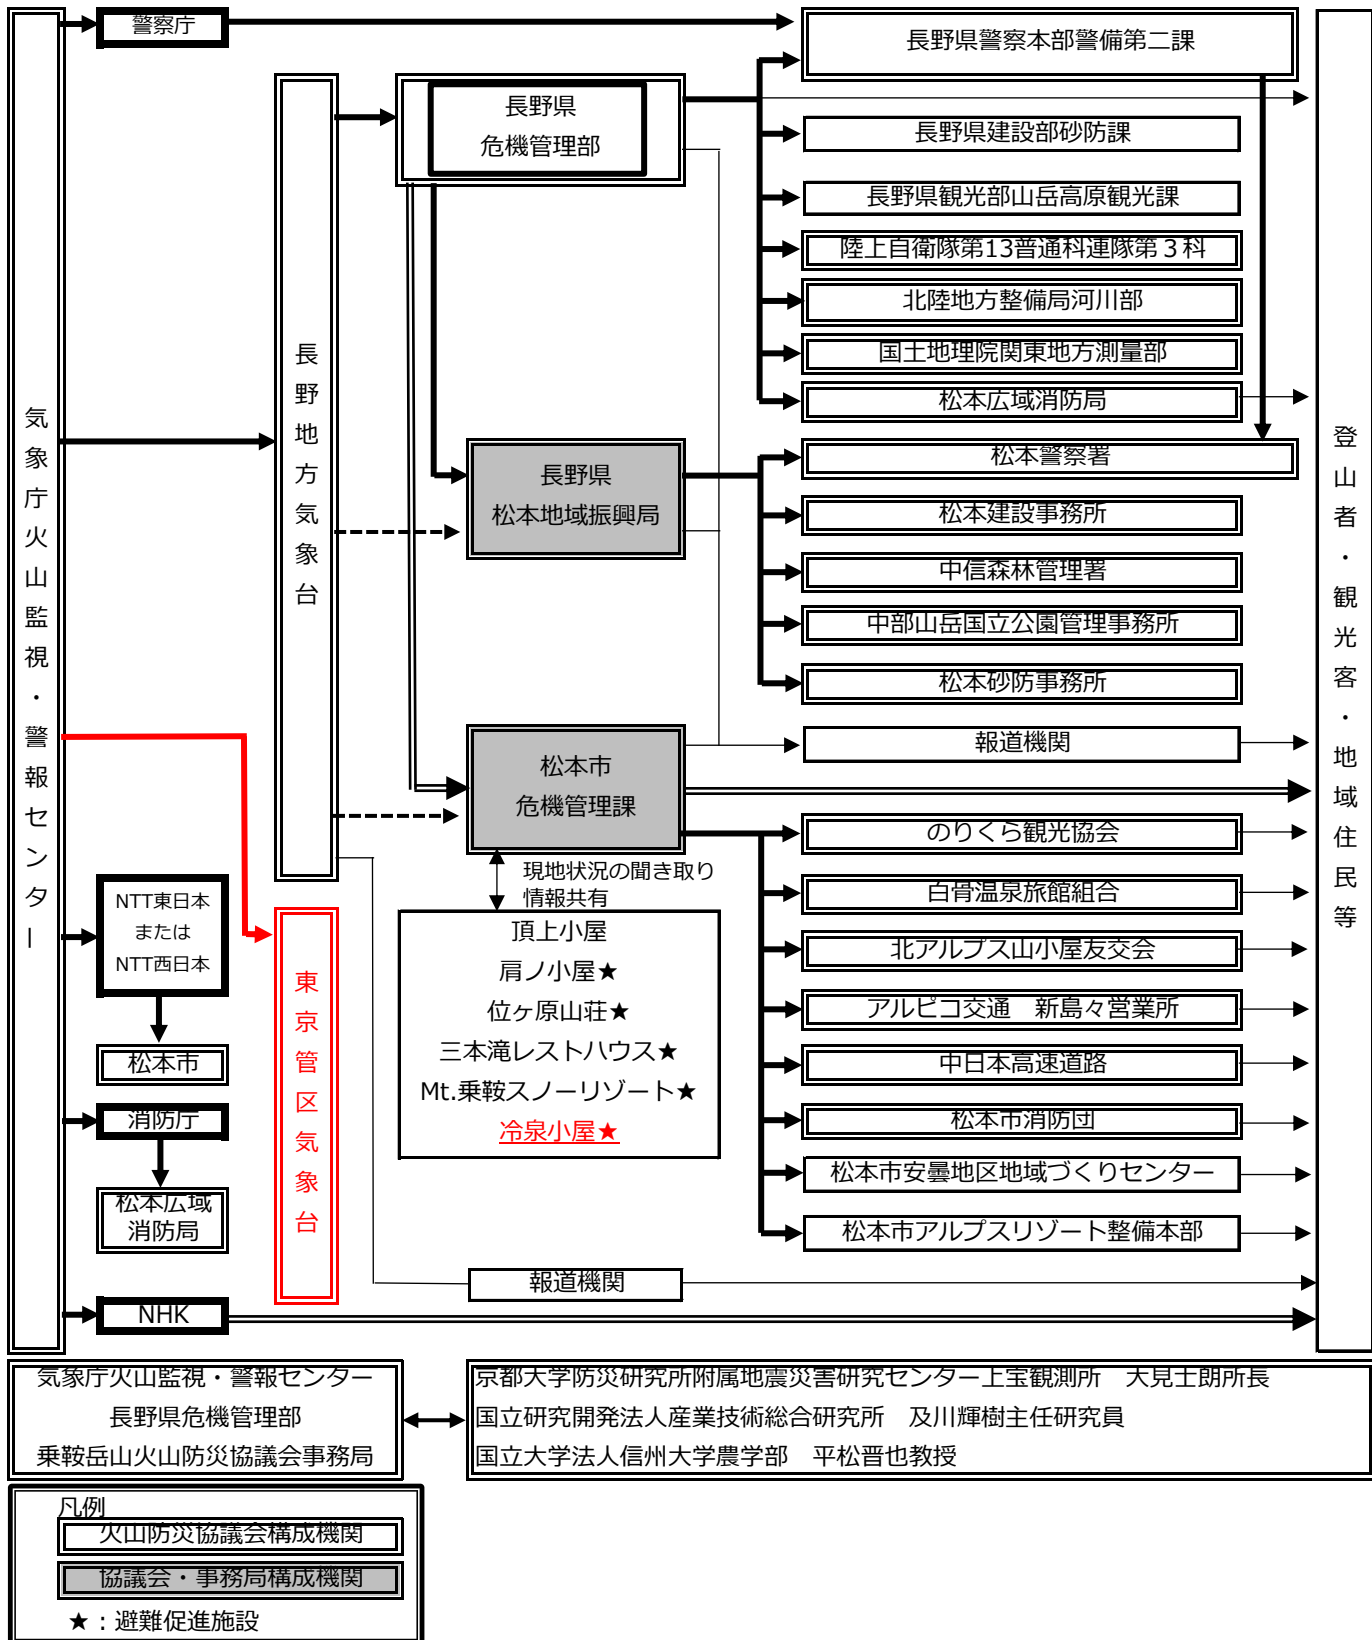 気象庁火山監視・警報センター
警察庁
長野地方気象台
長野県
危機管理部
長野県警察本部警備第二課
長野県建設部砂防課
長野県観光部山岳高原観光課
陸上自衛隊第13普通科連隊第３科
北陸地方整備局河川部
国土地理院関東地方測量部
松本広域消防局
長野県
松本地域振興局
松本警察署
松本建設事務所
中信森林管理署
中部山岳国立公園管理事務所
松本砂防事務所
報道機関
松本市
危機管理課
現地状況の聞き取り
情報共有
のりくら観光協会
白骨温泉旅館組合
北アルプス山小屋友交会
アルピコ交通　新島々営業所
中日本高速道路
松本市消防団
松本市安曇地区地域づくりセンター
松本市アルプスリゾート整備本部
頂上小屋
肩ノ小屋★
位ヶ原山荘★
三本滝レストハウス★
Mt.乗鞍スノーリゾート★
冷泉小屋★
NTT東日本
または
NTT西日本
松本市
消防庁
松本広域
消防局
東京管区気象台
報道機関
NHK
登山者・観光客・地域住民等
気象庁火山監視・警報センター
長野県危機管理部
乗鞍岳山火山防災協議会事務局
京都大学防災研究所附属地震災害研究センター上宝観測所　大見士朗所長
国立研究開発法人産業技術総合研究所　及川輝樹主任研究員
国立大学法人信州大学農学部　平松晋也教授
凡例
火山防災協議会構成機関
協議会・事務局構成機関
★：避難促進施設